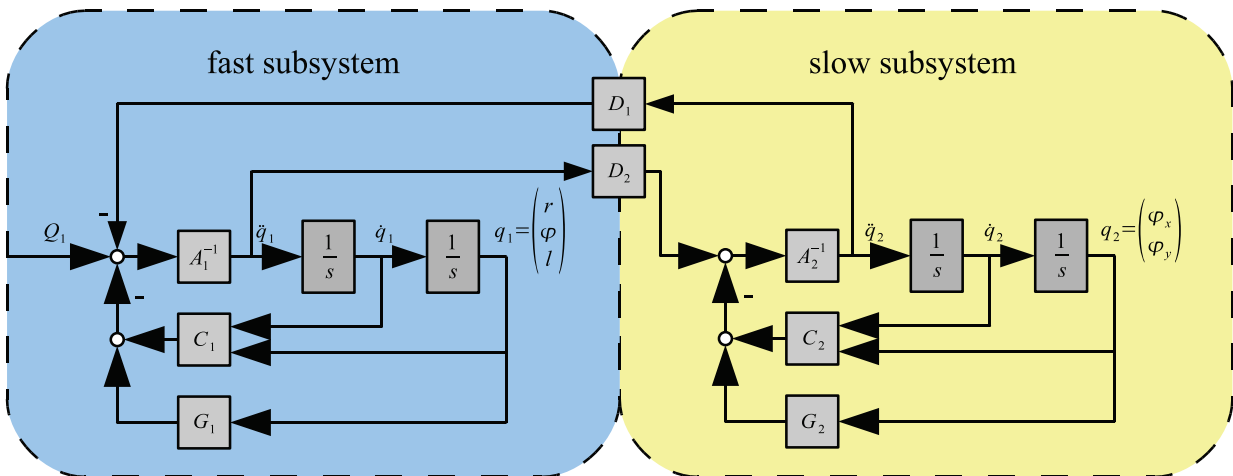 fast subsystem
slow subsystem
D₁
D₂
-
Q₁
A₁⁻¹
q̈₁
1/s
q̇₁
1/s
q₁=(r φ l)
-
C₁
G₁
A₂⁻¹
q̈₂
1/s
q̇₂
1/s
q₂=(φₓ φᵧ)
-
C₂
G₂